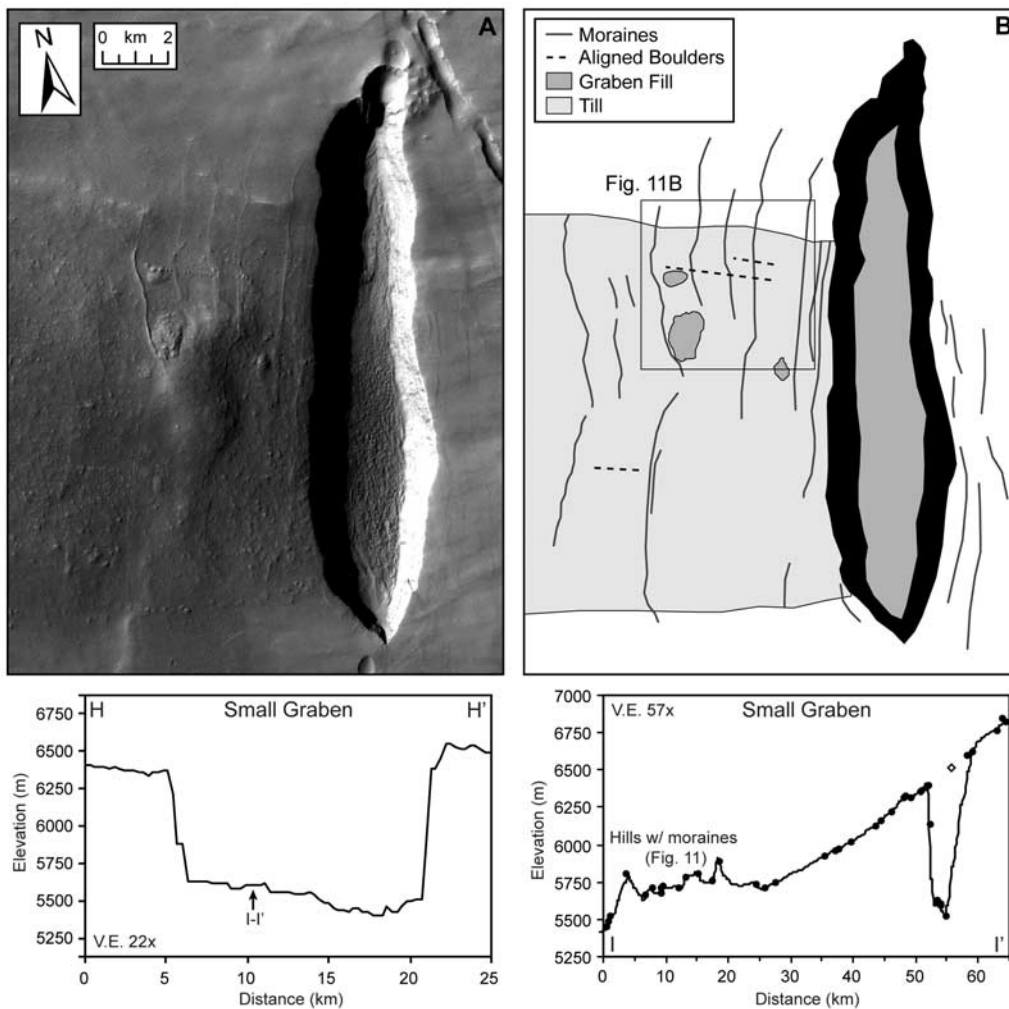 A
N
0 km 2
B
Moraines
Aligned Boulders
Graben Fill
Till
Fig. 11B
H Small Graben H'
6750
6500
6250
6000
5750
5500
5250
Elevation (m)
I-I'
V.E. 22x
0 5 10 15 20 25
Distance (km)
7000
6750
6500
6250
6000
5750
5500
5250
Elevation (m)
V.E. 57x Small Graben
Hills w/ moraines
(Fig. 11)
I I'
0 10 20 30 40 50 60
Distance (km)